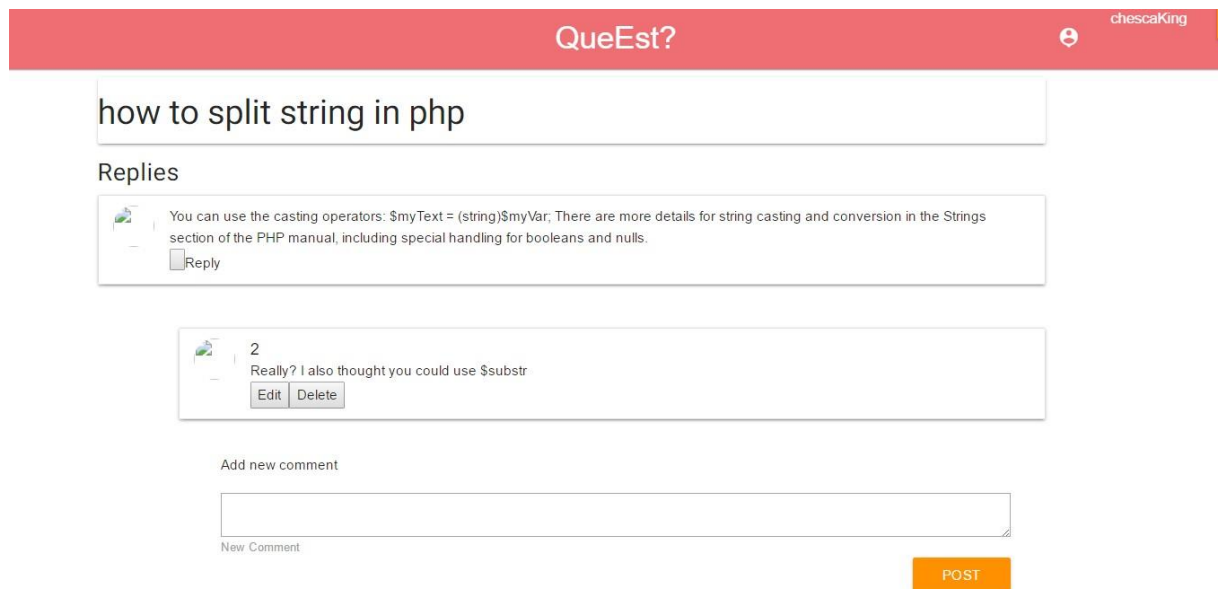 QueEst?
chescaKing
how to split string in php
Replies
You can use the casting operators: $myText = (string)$myVar; There are more details for string casting and conversion in the Strings
section of the PHP manual, including special handling for booleans and nulls.
Reply
2
Really? I also thought you could use $substr
Edit Delete
Add new comment
New Comment
POST